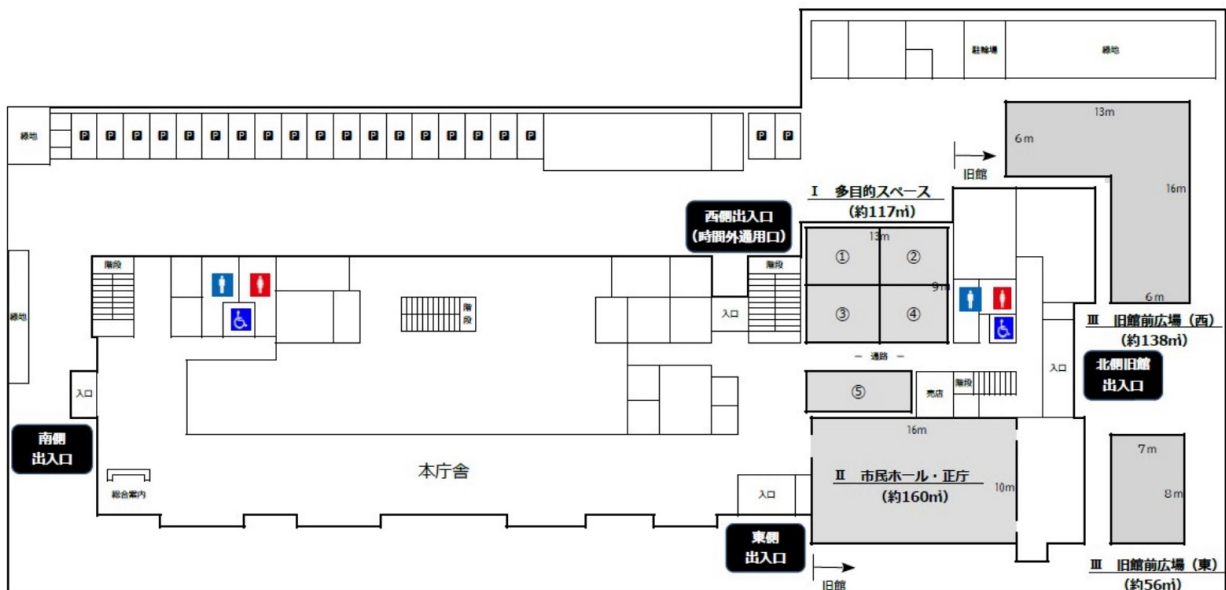 駐輪場
緑地
緑地
P P P P P P P P P P P P P P P P P P P P
13m
6m
16m
6m
旧館
Ⅰ 多目的スペース
(約117㎡)
西側出入口
(時間外通用口)
13m
9m
①
②
③
④
階段
階段
階段
緑地
入口
Ⅲ 旧館前広場(西)
(約138㎡)
ー 通路 ー
入口
北側旧館
出入口
⑤
売店
階段
入口
南側
出入口
16m
10m
Ⅱ 市民ホール・正庁
(約160㎡)
7m
8m
本庁舎
総合案内
入口
東側
出入口
旧館
Ⅲ 旧館前広場(東)
(約56㎡)